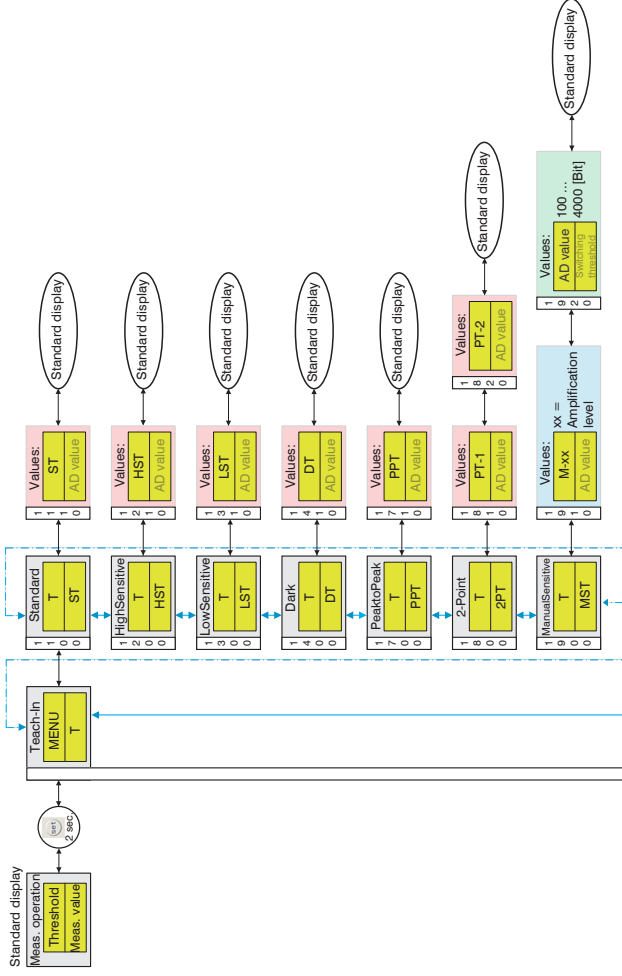 Standard display
Meas. operation
Threshold
Meas. value
set
2 sec.
Teach-In
MENU
T
Standard
T
ST
1
1
0
0
Values:
ST
AD value
1
1
1
0
Standard display
HighSensitive
T
HST
1
2
0
0
Values:
HST
AD value
1
2
1
0
Standard display
LowSensitive
T
LST
1
3
0
0
Values:
LST
AD value
1
3
1
0
Standard display
Dark
T
DT
1
4
0
0
Values:
DT
AD value
1
4
1
0
Standard display
PeaktoPeak
T
PPT
1
7
0
0
Values:
PPT
AD value
1
7
1
0
Standard display
2-Point
T
2PT
1
8
0
0
Values:
PT-1
AD value
1
8
1
0
Values:
PT-2
AD value
1
8
2
0
Standard display
ManualSensitive
T
MST
1
9
0
0
Values:
M-xx
AD value
xx =
Amplification
level
1
9
1
0
Values:
AD value
Switching
threshold
100 ...
4000 [Bit]
1
9
2
0
Standard display